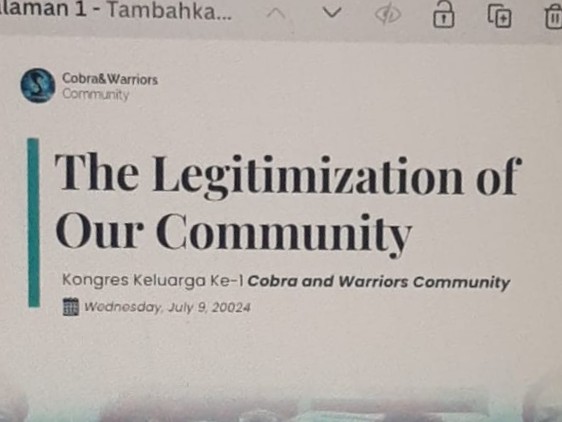 laman 1 - Tambahka...
Cobra&Warriors
Community
The Legitimization of
Our Community
Kongres Keluarga Ke-1 Cobra and Warriors Community
Wednesday, July 9, 20024